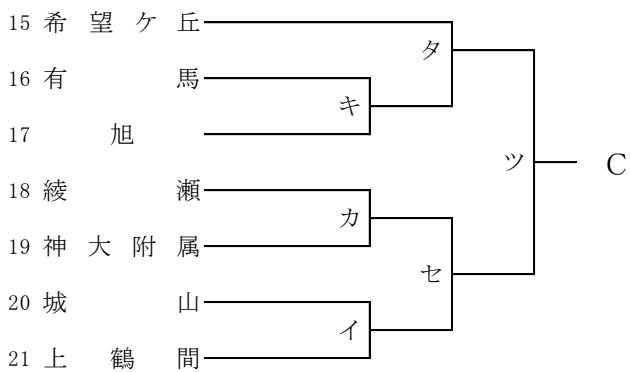 15 希望ケ丘
タ
16 有馬
キ
17 旭
ツ C
18 綾瀬
カ
19 神大附属
セ
20 城山
イ
21 上鶴間